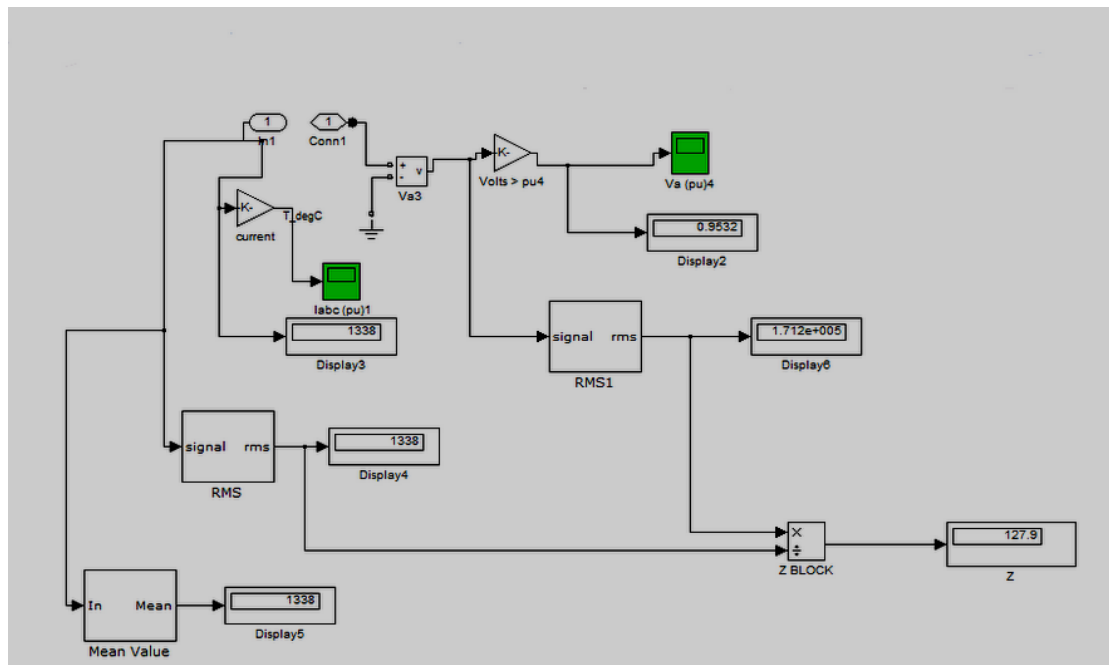 1
In1
1
Conn1
+
-
v
Va3
-K-
Volts > pu4
Va (pu)4
-K-
T_degC
current
0.9532
Display2
Iabc (pu)1
1338
Display3
signal rms
RMS1
1.712e+005
Display6
signal rms
RMS
1338
Display4
×
÷
Z BLOCK
127.9
Z
In Mean
Mean Value
1338
Display5